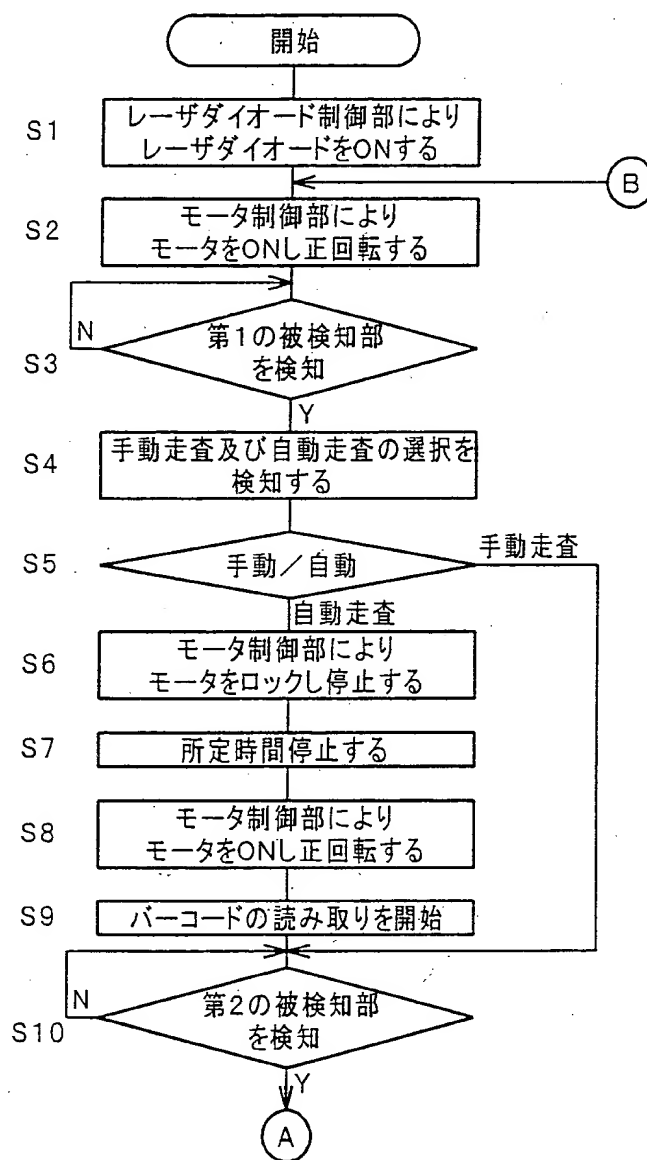 開始
S1
レーザダイオード制御部により
レーザダイオードをONする
B
S2
モータ制御部により
モータをONし正回転する
N
S3
第1の被検知部
を検知
Y
S4
手動走査及び自動走査の選択を
検知する
S5
手動／自動
手動走査
自動走査
S6
モータ制御部により
モータをロックし停止する
S7
所定時間停止する
S8
モータ制御部により
モータをONし正回転する
S9
バーコードの読み取りを開始
N
S10
第2の被検知部
を検知
Y
A